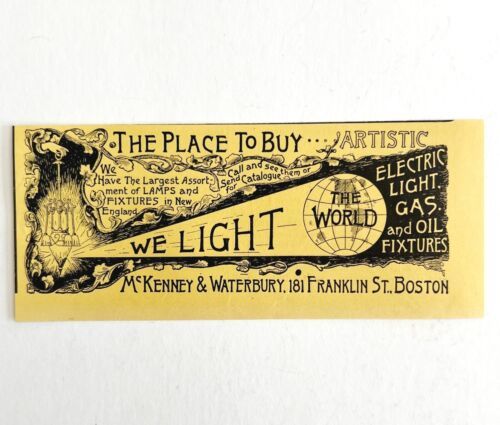 THE PLACE TO BUY .... ARTISTIC
We
Have The Largest Assort
ment of LAMPS and
FIXTURES in New
England.
Call and see them or
Send for Catalogue
ELECTRIC
LIGHT,
GAS,
and OIL
FIXTURES
WE LIGHT
THE
WORLD
MCKENNEY & WATERBURY, 181 FRANKLIN ST., BOSTON